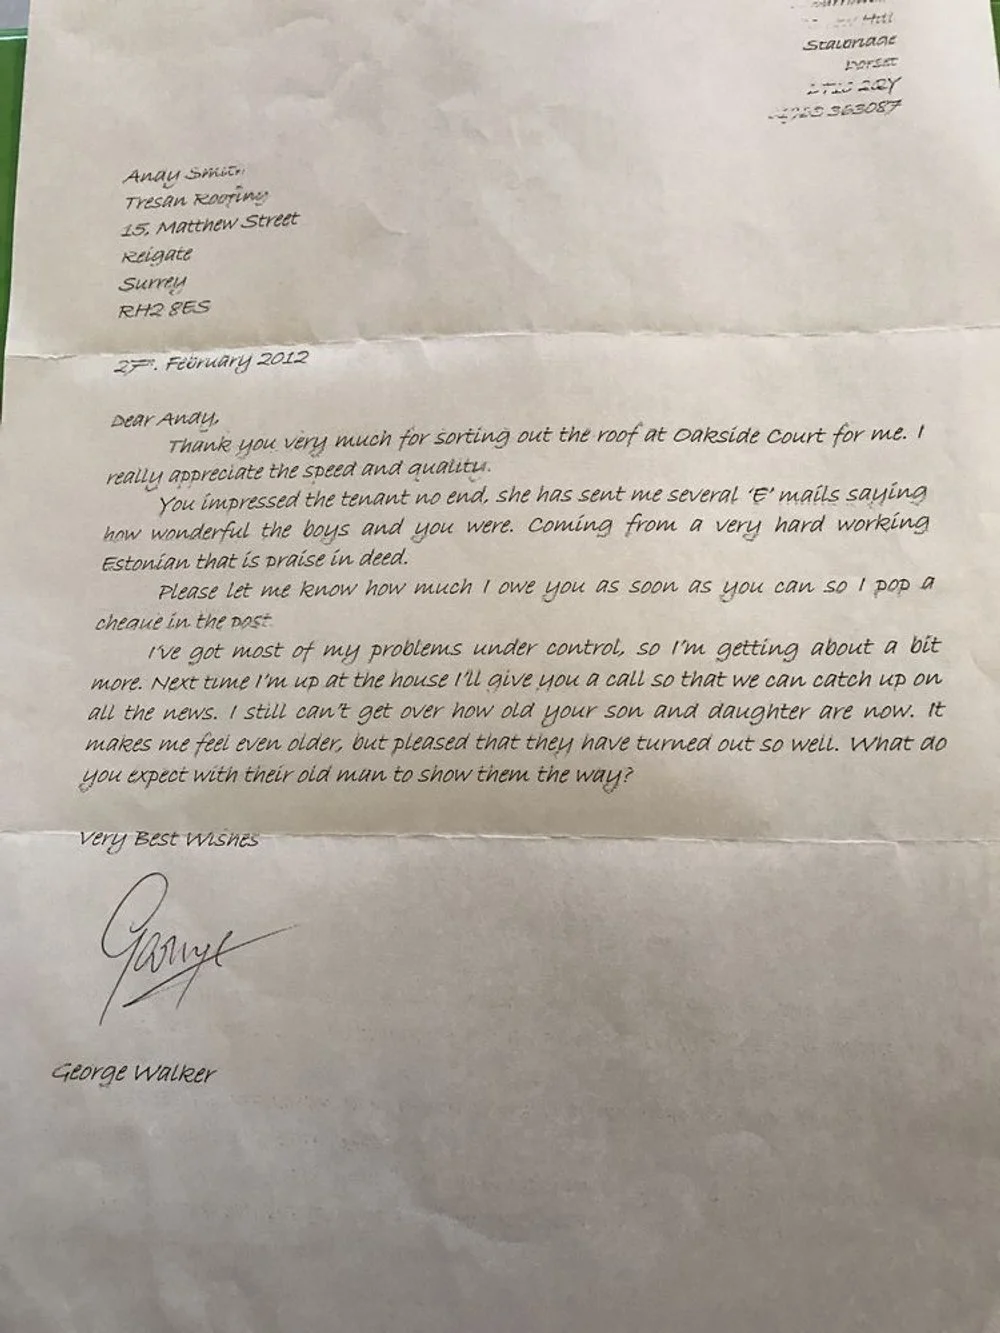 Hill
Stalbridge
Dorset
2QY
363087
Andy Smith
Tresan Roofing
15, Matthew Street
Reigate
Surrey
RH2 8ES
27th. February 2012
Dear Andy,
Thank you very much for sorting out the roof at Oakside Court for me. I
really appreciate the speed and quality.
You impressed the tenant no end, she has sent me several ‘E’ mails saying
how wonderful the boys and you were. Coming from a very hard working
Estonian that is praise in deed.
Please let me know how much I owe you as soon as you can so I pop a
cheque in the post.
I’ve got most of my problems under control, so I’m getting about a bit
more. Next time I’m up at the house I’ll give you a call so that we can catch up on
all the news. I still can’t get over how old your son and daughter are now. It
makes me feel even older, but pleased that they have turned out so well. What do
you expect with their old man to show them the way?
Very Best Wishes
George
George Walker